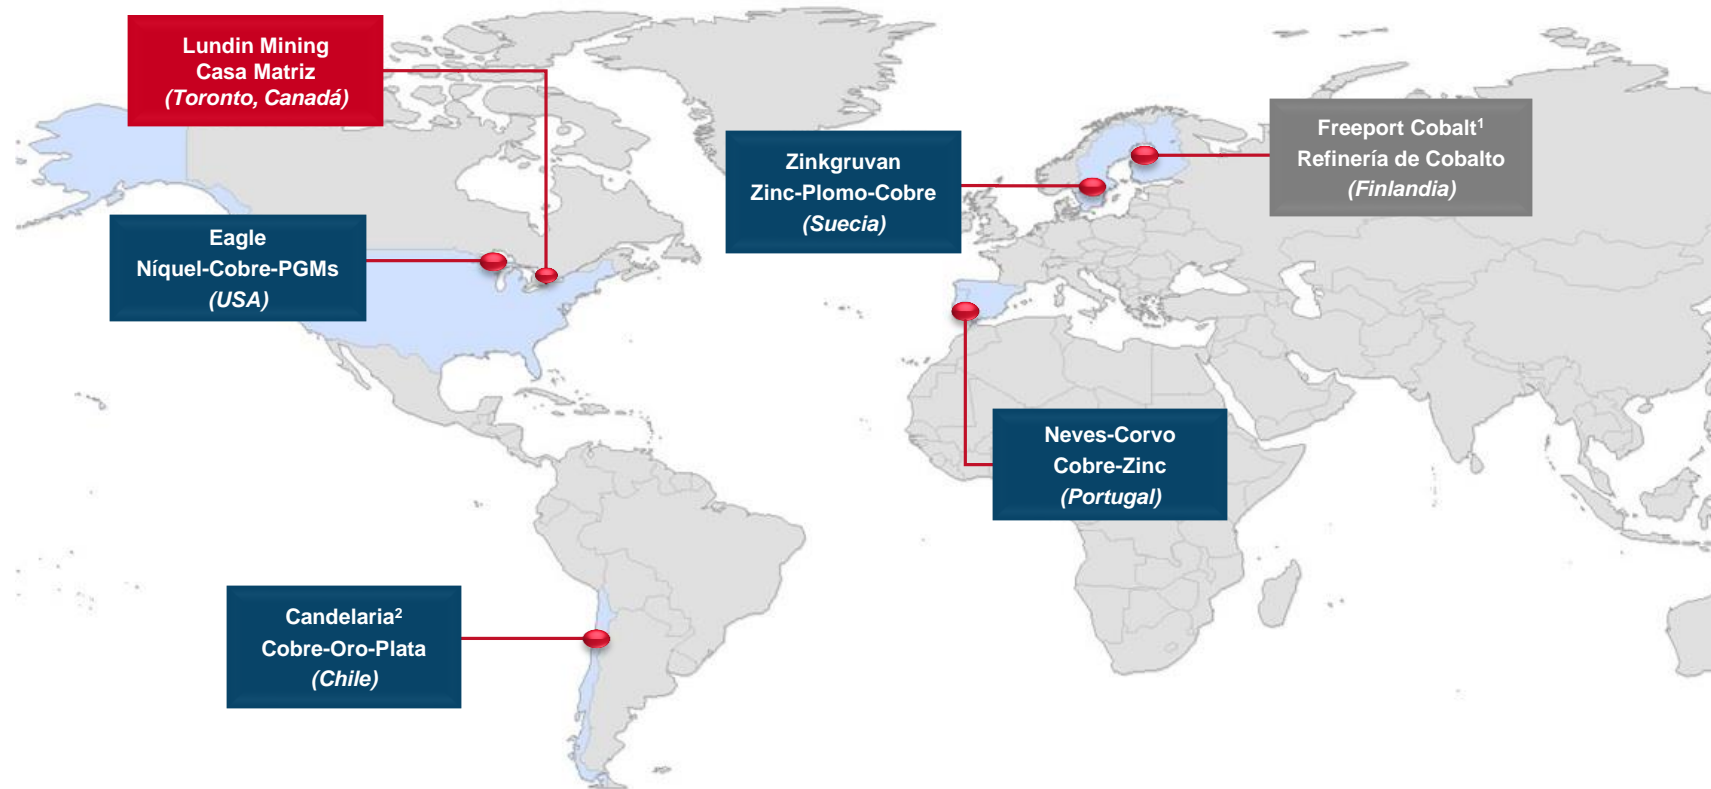 Lundin Mining
Casa Matriz
(Toronto, Canadá)
Freeport Cobalt¹
Refinería de Cobalto
(Finlandia)
Zinkgruvan
Zinc-Plomo-Cobre
(Suecia)
Eagle
Níquel-Cobre-PGMs
(USA)
Neves-Corvo
Cobre-Zinc
(Portugal)
Candelaria²
Cobre-Oro-Plata
(Chile)